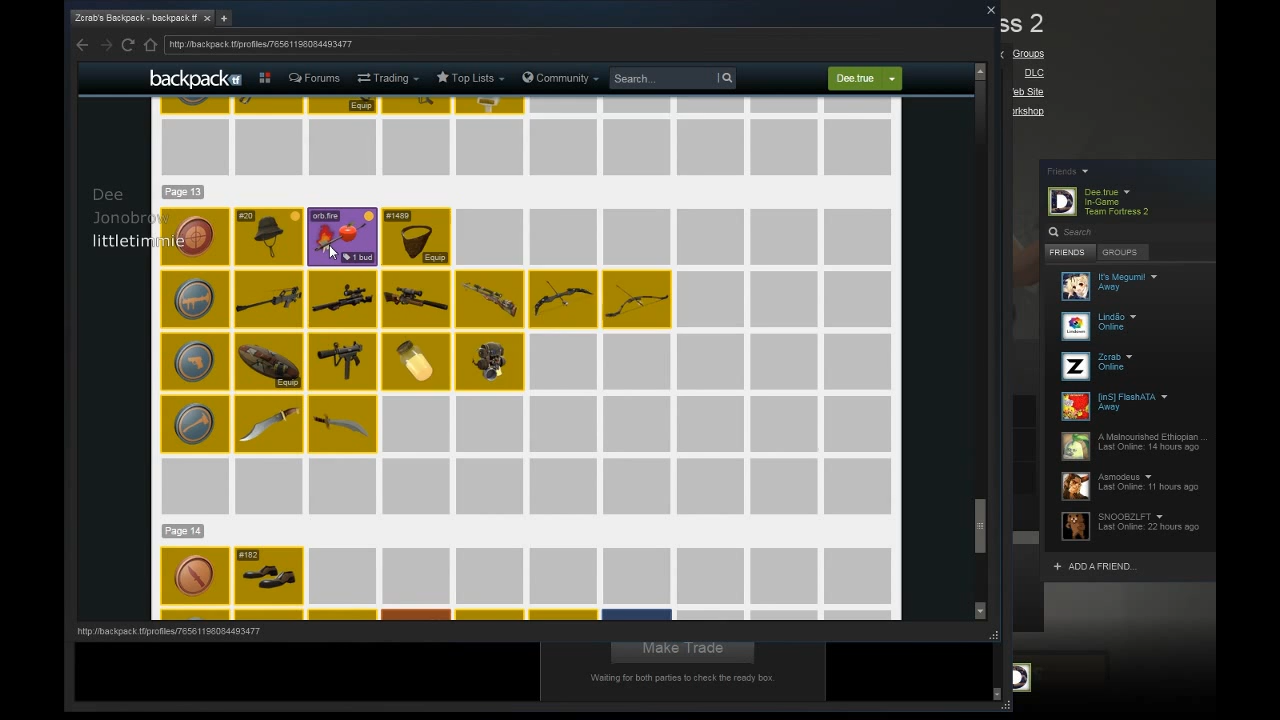 Zcrab's Backpack - backpack.tf × +
ss 2
http://backpack.tf/profiles/76561198084493477
Groups
DLC
eb Site
orkshop
backpack.tf Forums Trading Top Lists Community Search... Dee.true
Equip
Page 13
Dee
Jonobrow
littletimmie
#20
orb.fire
1 bud
#1489
Equip
Equip
Page 14
#182
http://backpack.tf/profiles/76561198084493477
Make Trade
Waiting for both parties to check the ready box.
Friends
Dee.true
In-Game
Team Fortress 2
Search
FRIENDS GROUPS
It's Megumi!
Away
Lindão
Online
Zcrab
Online
[inS] FlashATA
Away
A Malnourished Ethiopian ...
Last Online: 14 hours ago
Asmodeus
Last Online: 11 hours ago
SNOOBZLFT
Last Online: 22 hours ago
+ ADD A FRIEND...